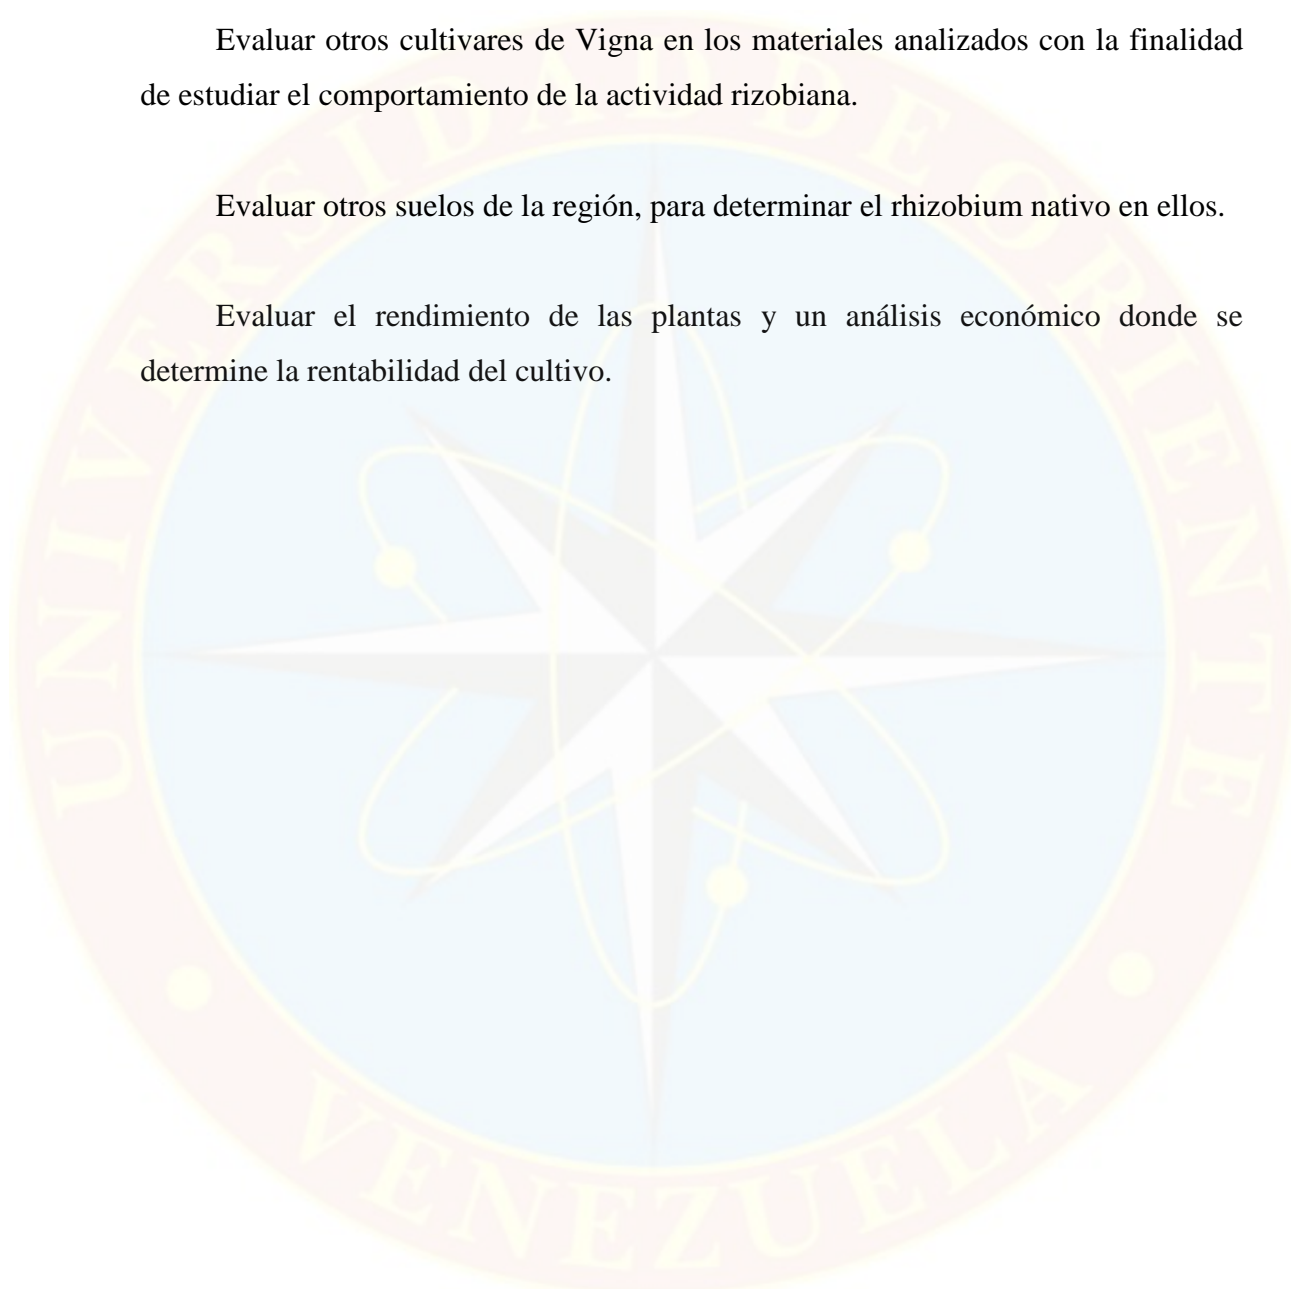 Evaluar otros cultivares de Vigna en los materiales analizados con la finalidad
de estudiar el comportamiento de la actividad rizobiana.
Evaluar otros suelos de la región, para determinar el rhizobium nativo en ellos.
Evaluar el rendimiento de las plantas y un análisis económico donde se
determine la rentabilidad del cultivo.
UNIVERSIDAD DE ORIENTE
VENEZUELA